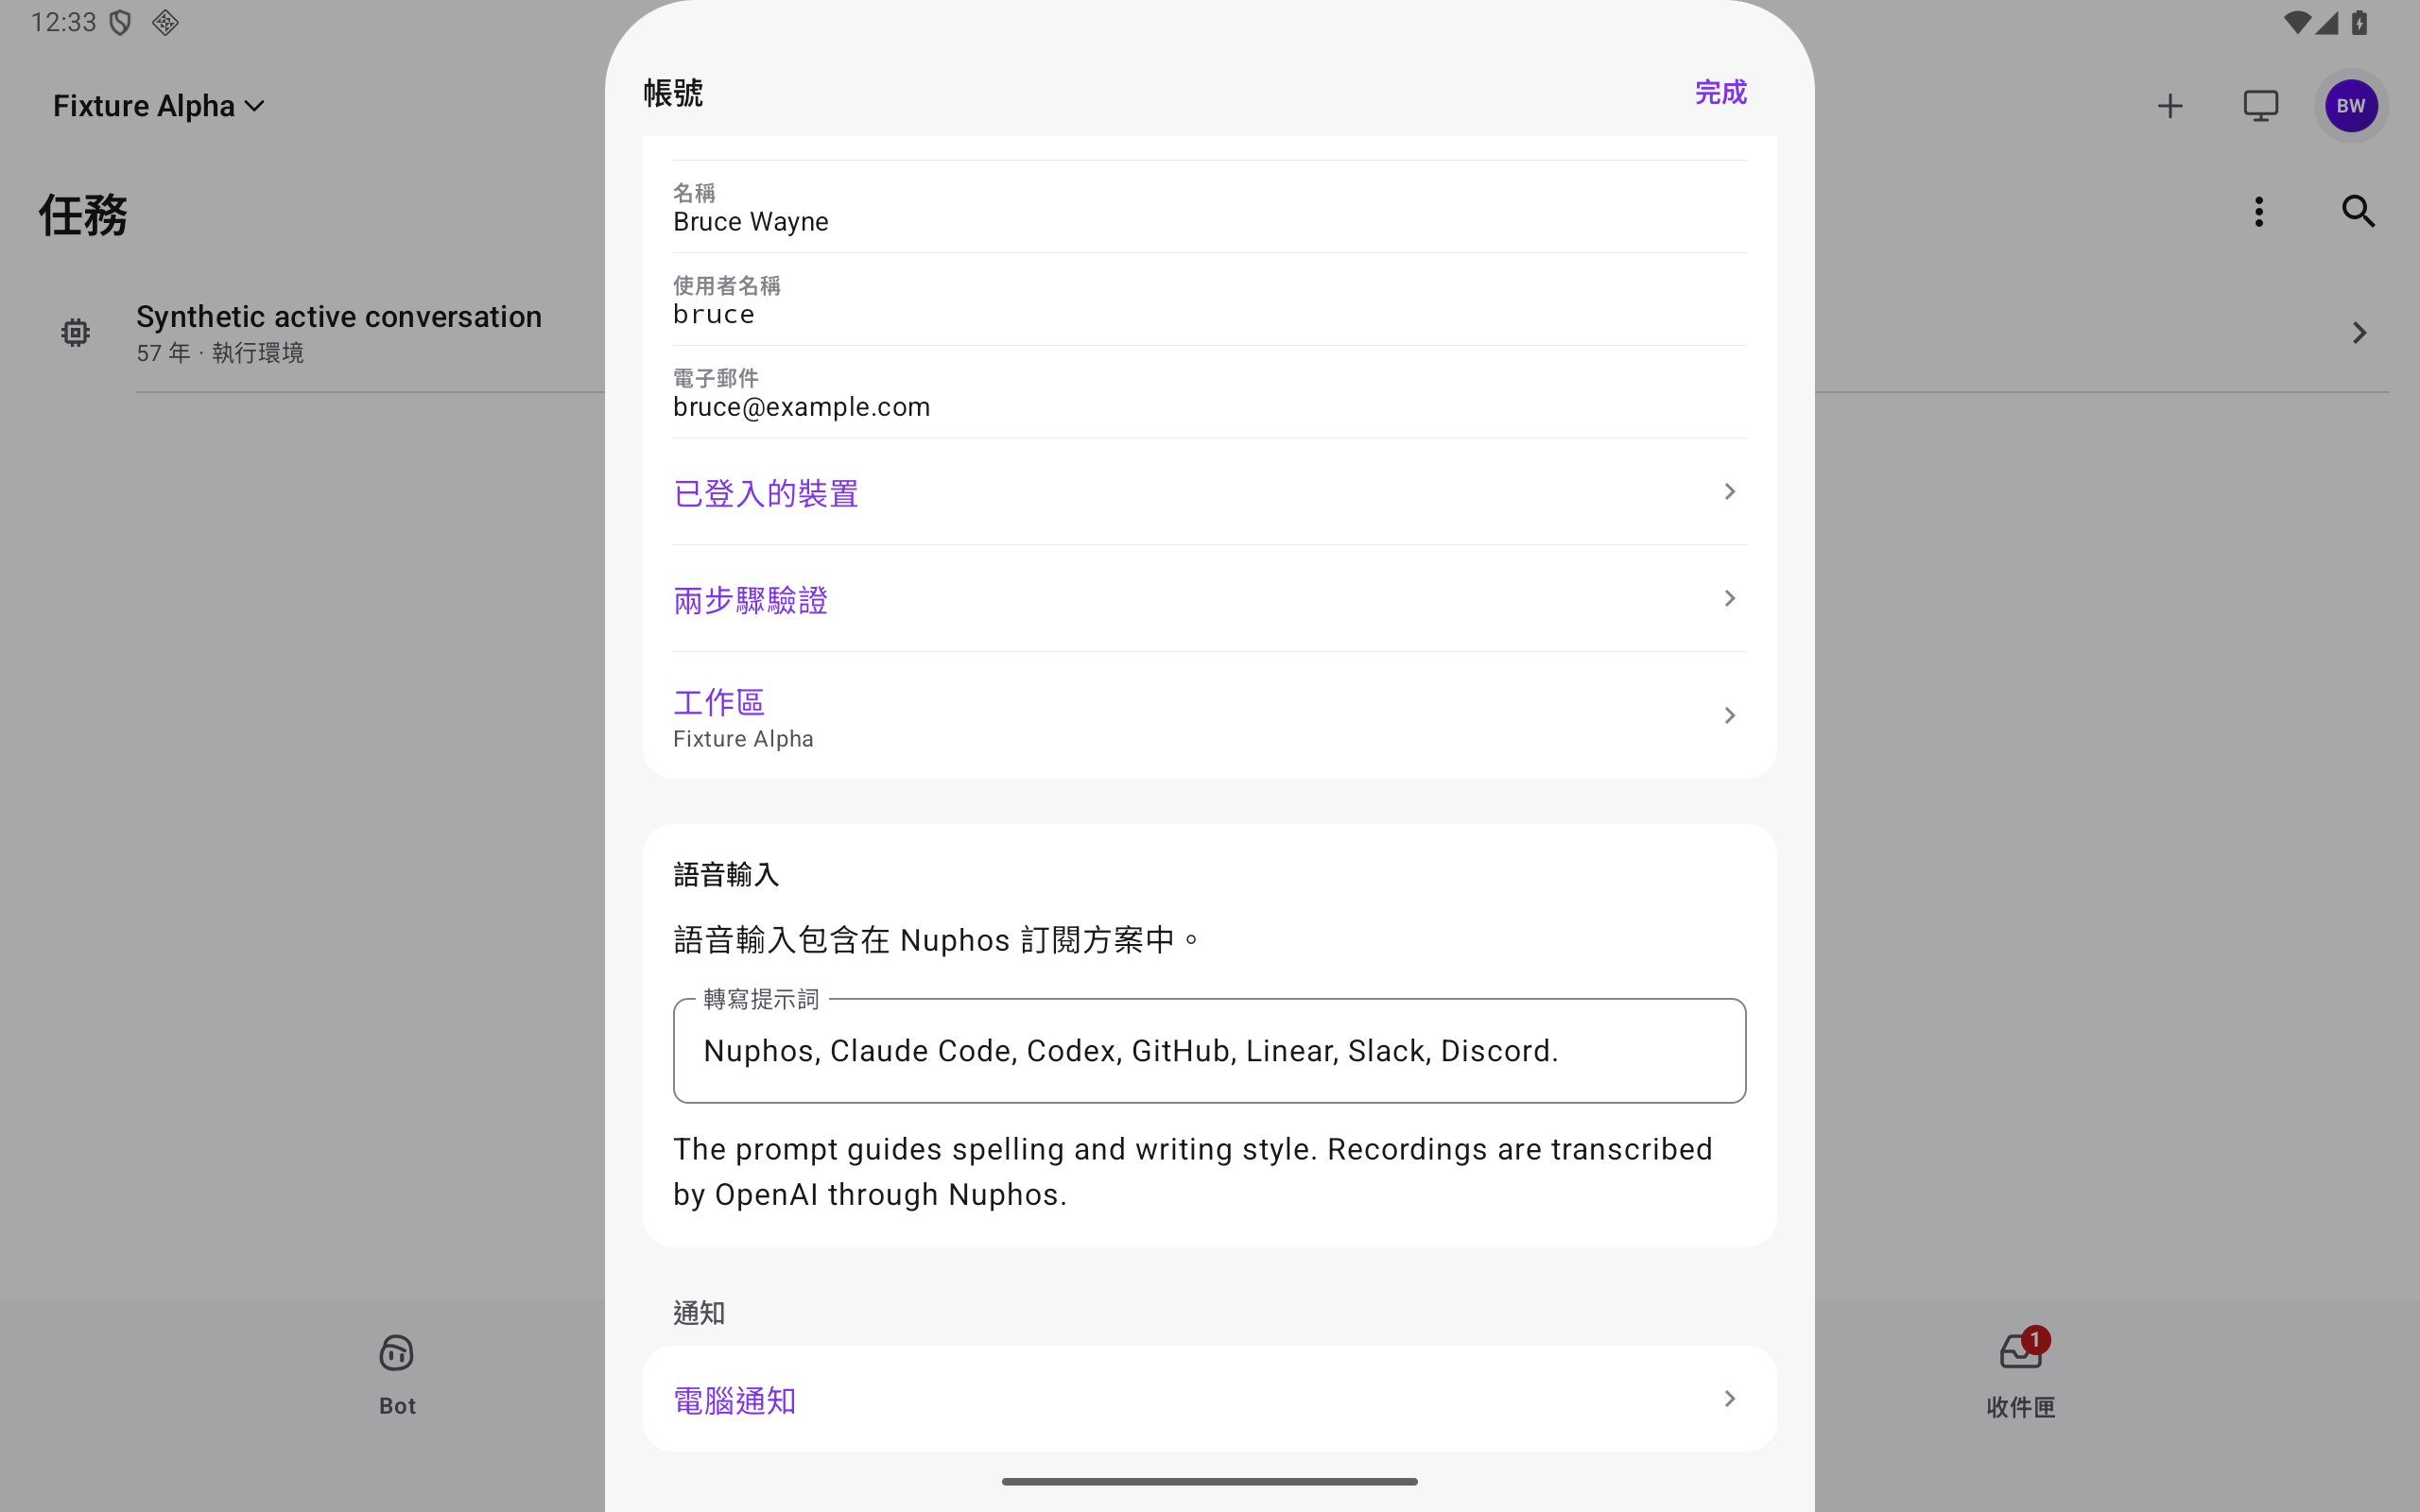 12:33
Fixture Alpha
BW
任務
Synthetic active conversation
57 年 · 執行環境
帳號
完成
名稱
Bruce Wayne
使用者名稱
bruce
電子郵件
bruce@example.com
已登入的裝置
兩步驟驗證
工作區
Fixture Alpha
語音輸入
語音輸入包含在 Nuphos 訂閱方案中。
轉寫提示詞
Nuphos, Claude Code, Codex, GitHub, Linear, Slack, Discord.
The prompt guides spelling and writing style. Recordings are transcribed
by OpenAI through Nuphos.
通知
電腦通知
Bot
1
收件匣